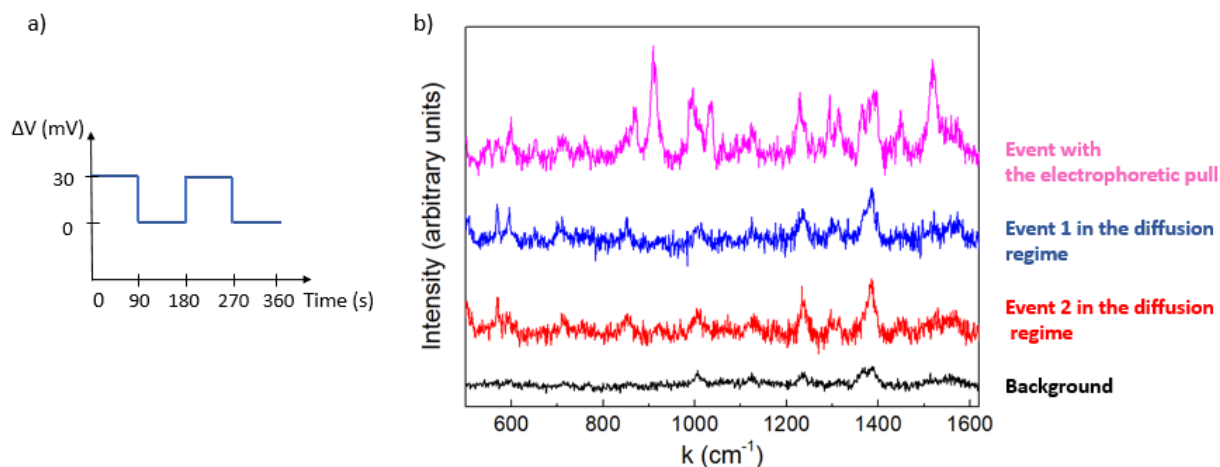 a)
ΔV (mV)
30
0
0 90 180 270 360 Time (s)
b)
Intensity (arbitrary units)
600 800 1000 1200 1400 1600
k (cm⁻¹)
Event with
the electrophoretic pull
Event 1 in the diffusion
regime
Event 2 in the diffusion
regime
Background